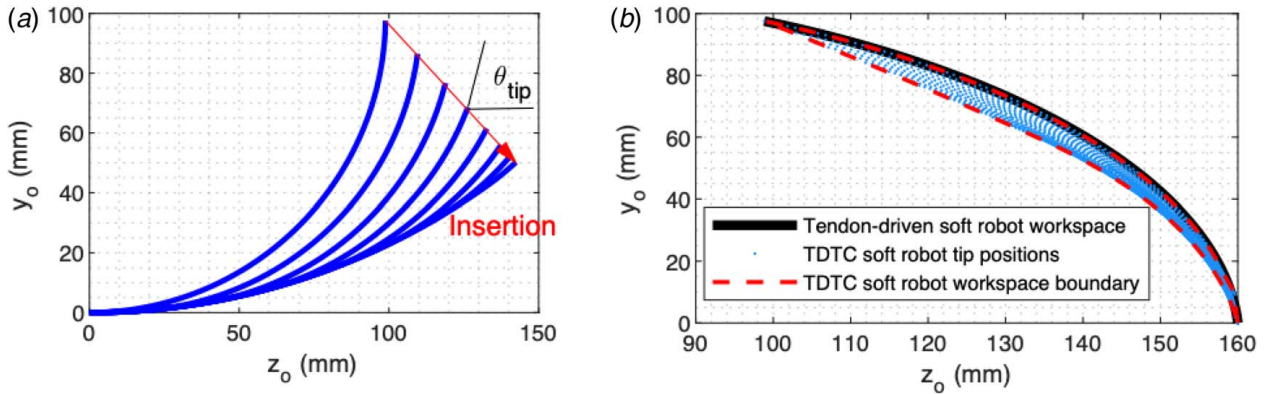 (a)
100
80
60
40
20
0
y_o (mm)
0 50 100 150
z_o (mm)
θ_tip
Insertion
(b)
100
80
60
40
20
0
y_o (mm)
90 100 110 120 130 140 150 160
z_o (mm)
Tendon-driven soft robot workspace
TDTC soft robot tip positions
TDTC soft robot workspace boundary